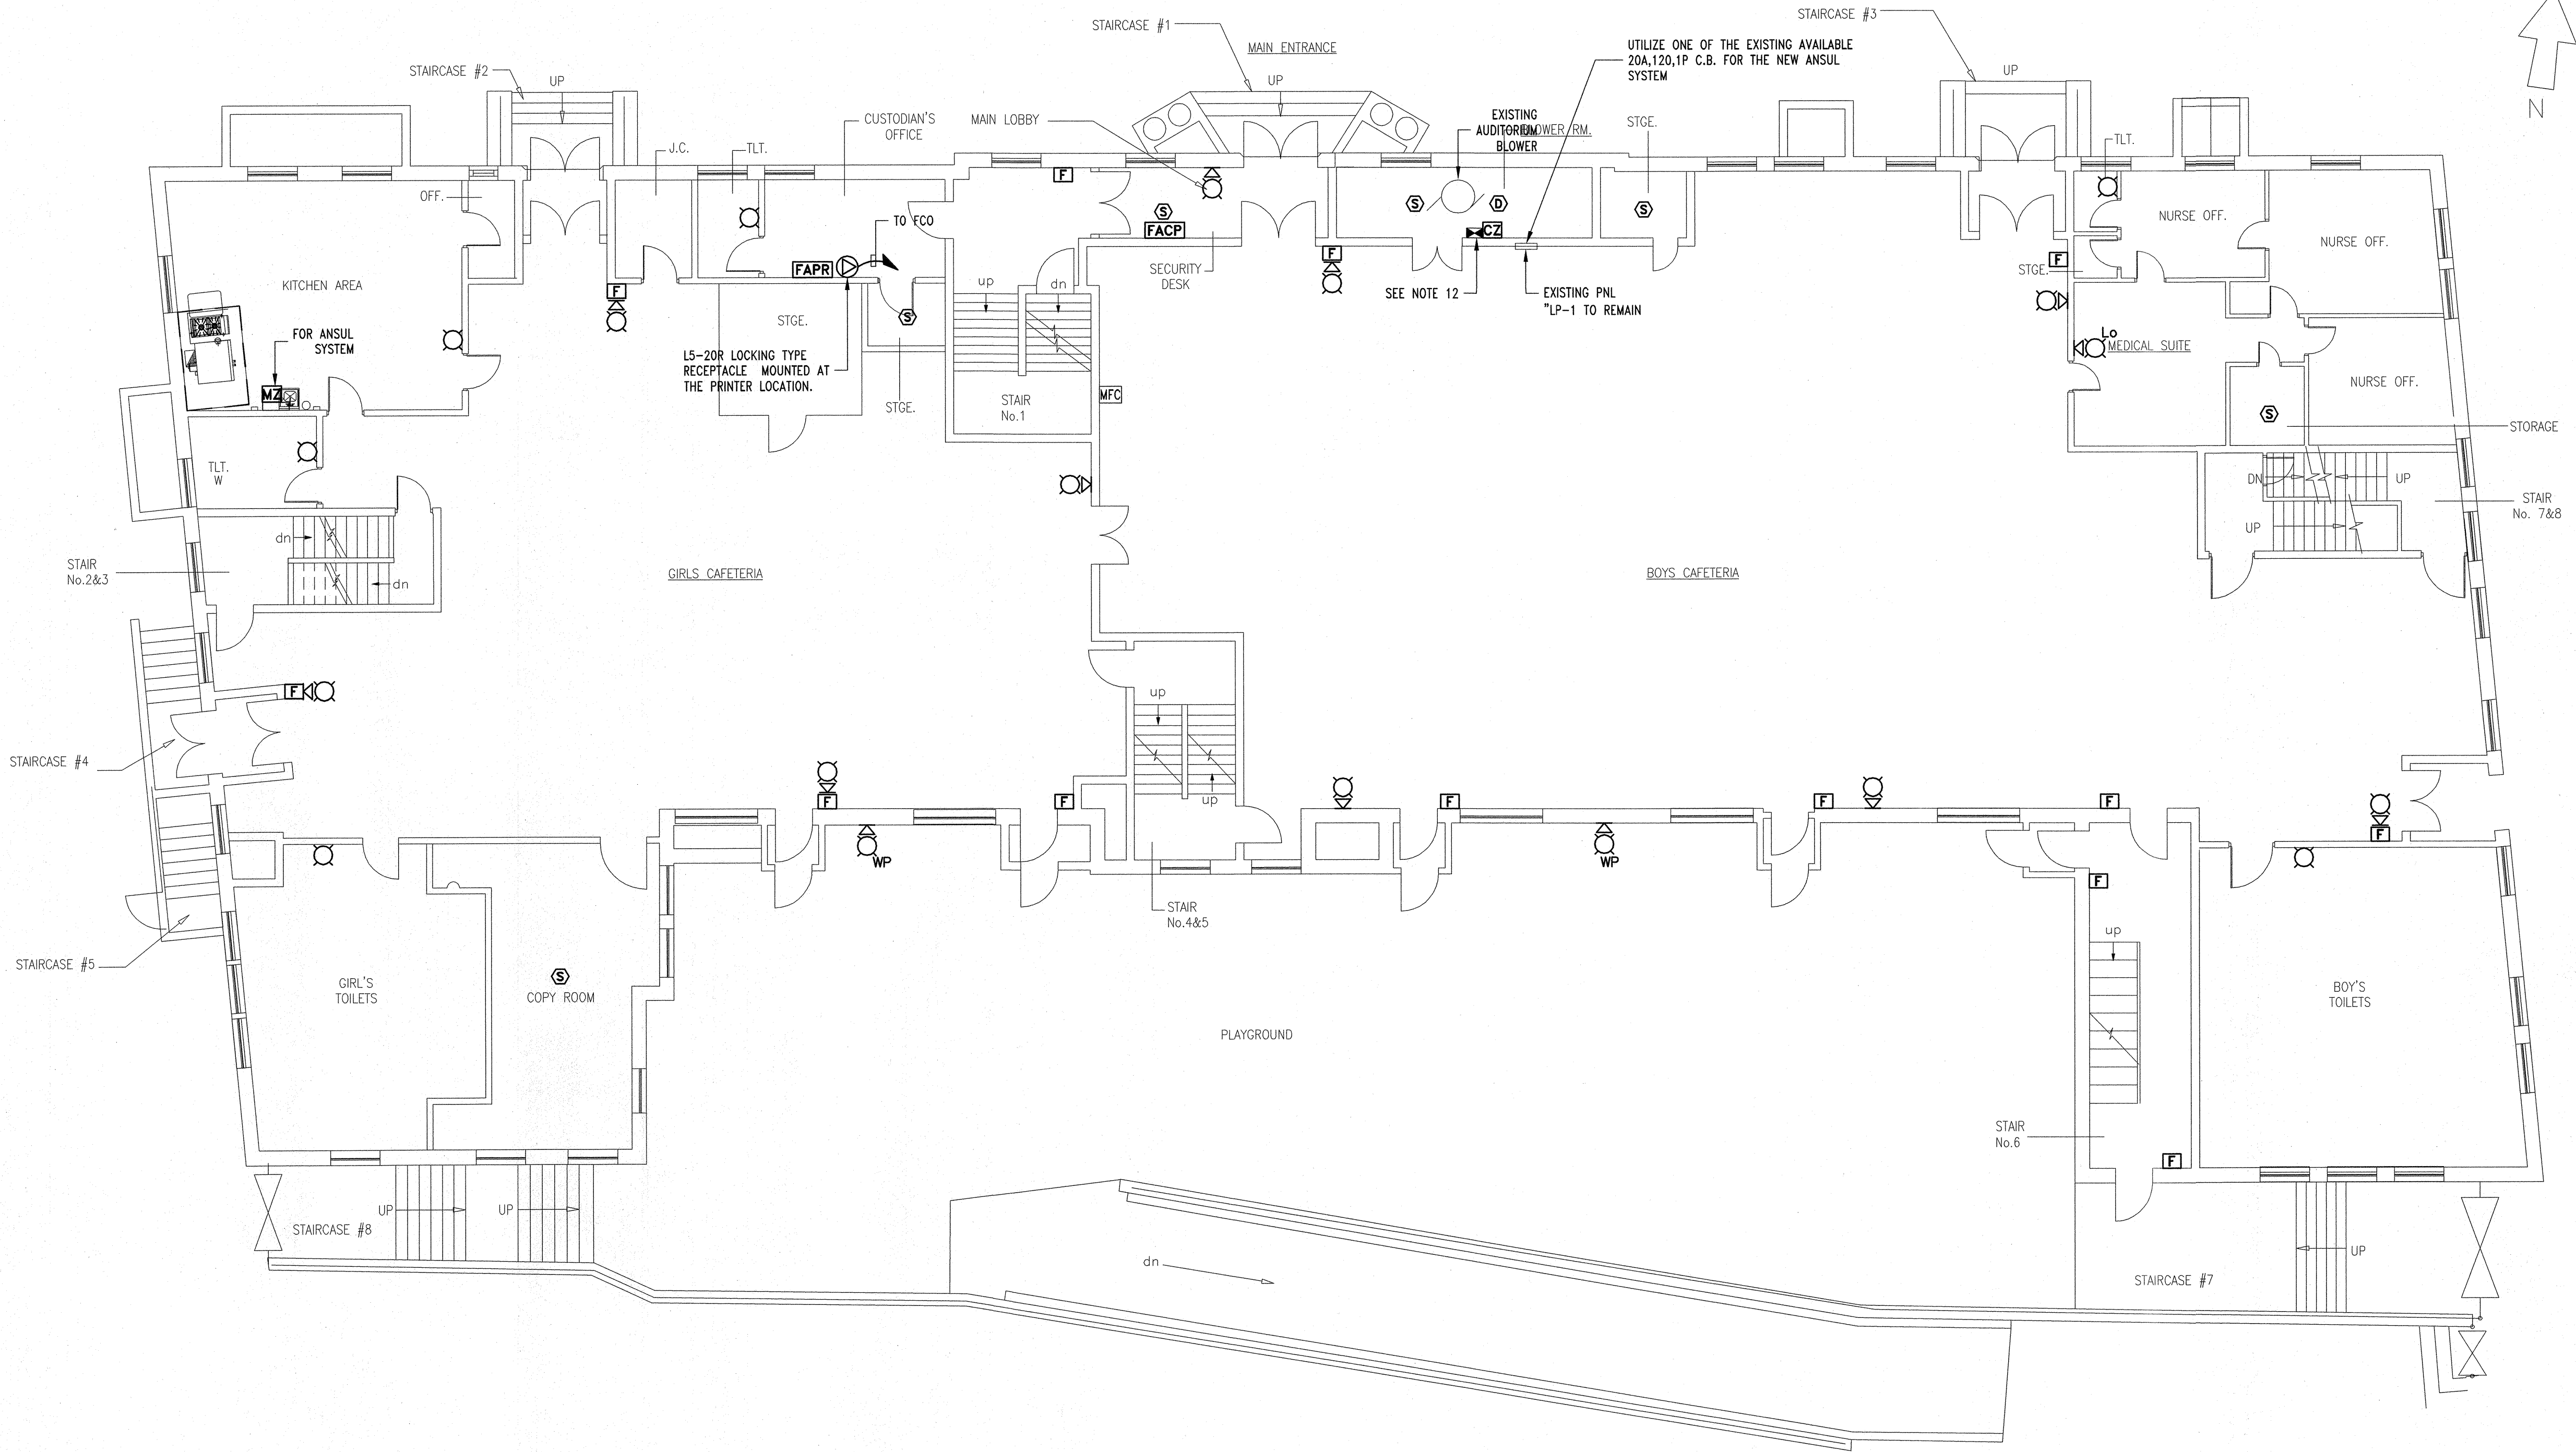 STAIRCASE #3
STAIRCASE #1
MAIN ENTRANCE
UTILIZE ONE OF THE EXISTING AVAILABLE
20A,120,1P C.B. FOR THE NEW ANSUL
SYSTEM
STAIRCASE #2
UP
UP
UP
N
CUSTODIAN'S
OFFICE
MAIN LOBBY
EXISTING
AUDITORIUM
BLOWER
BLOWER RM.
STGE.
J.C.
TLT.
TLT.
F
OFF.
S
FACP
S
D
S
CZ
NURSE OFF.
NURSE OFF.
TO FCO
FAPR
F
F
STGE.
SECURITY
DESK
KITCHEN AREA
up
dn
F
SEE NOTE 12
EXISTING PNL
"LP-1 TO REMAIN
STGE.
S
FOR ANSUL
SYSTEM
L5-20R LOCKING TYPE
RECEPTACLE MOUNTED AT
THE PRINTER LOCATION.
Lo
MEDICAL SUITE
NURSE OFF.
MZ
STGE.
STAIR
No.1
MFC
S
STORAGE
TLT.
W
DN
UP
STAIR
No. 7&8
UP
dn
STAIR
No.2&3
dn
GIRLS CAFETERIA
BOYS CAFETERIA
F
up
STAIRCASE #4
up
F
F
F
F
F
F
WP
WP
F
STAIR
No.4&5
up
STAIRCASE #5
S
COPY ROOM
GIRL'S
TOILETS
BOY'S
TOILETS
PLAYGROUND
STAIR
No.6
F
UP
UP
STAIRCASE #8
UP
dn
STAIRCASE #7